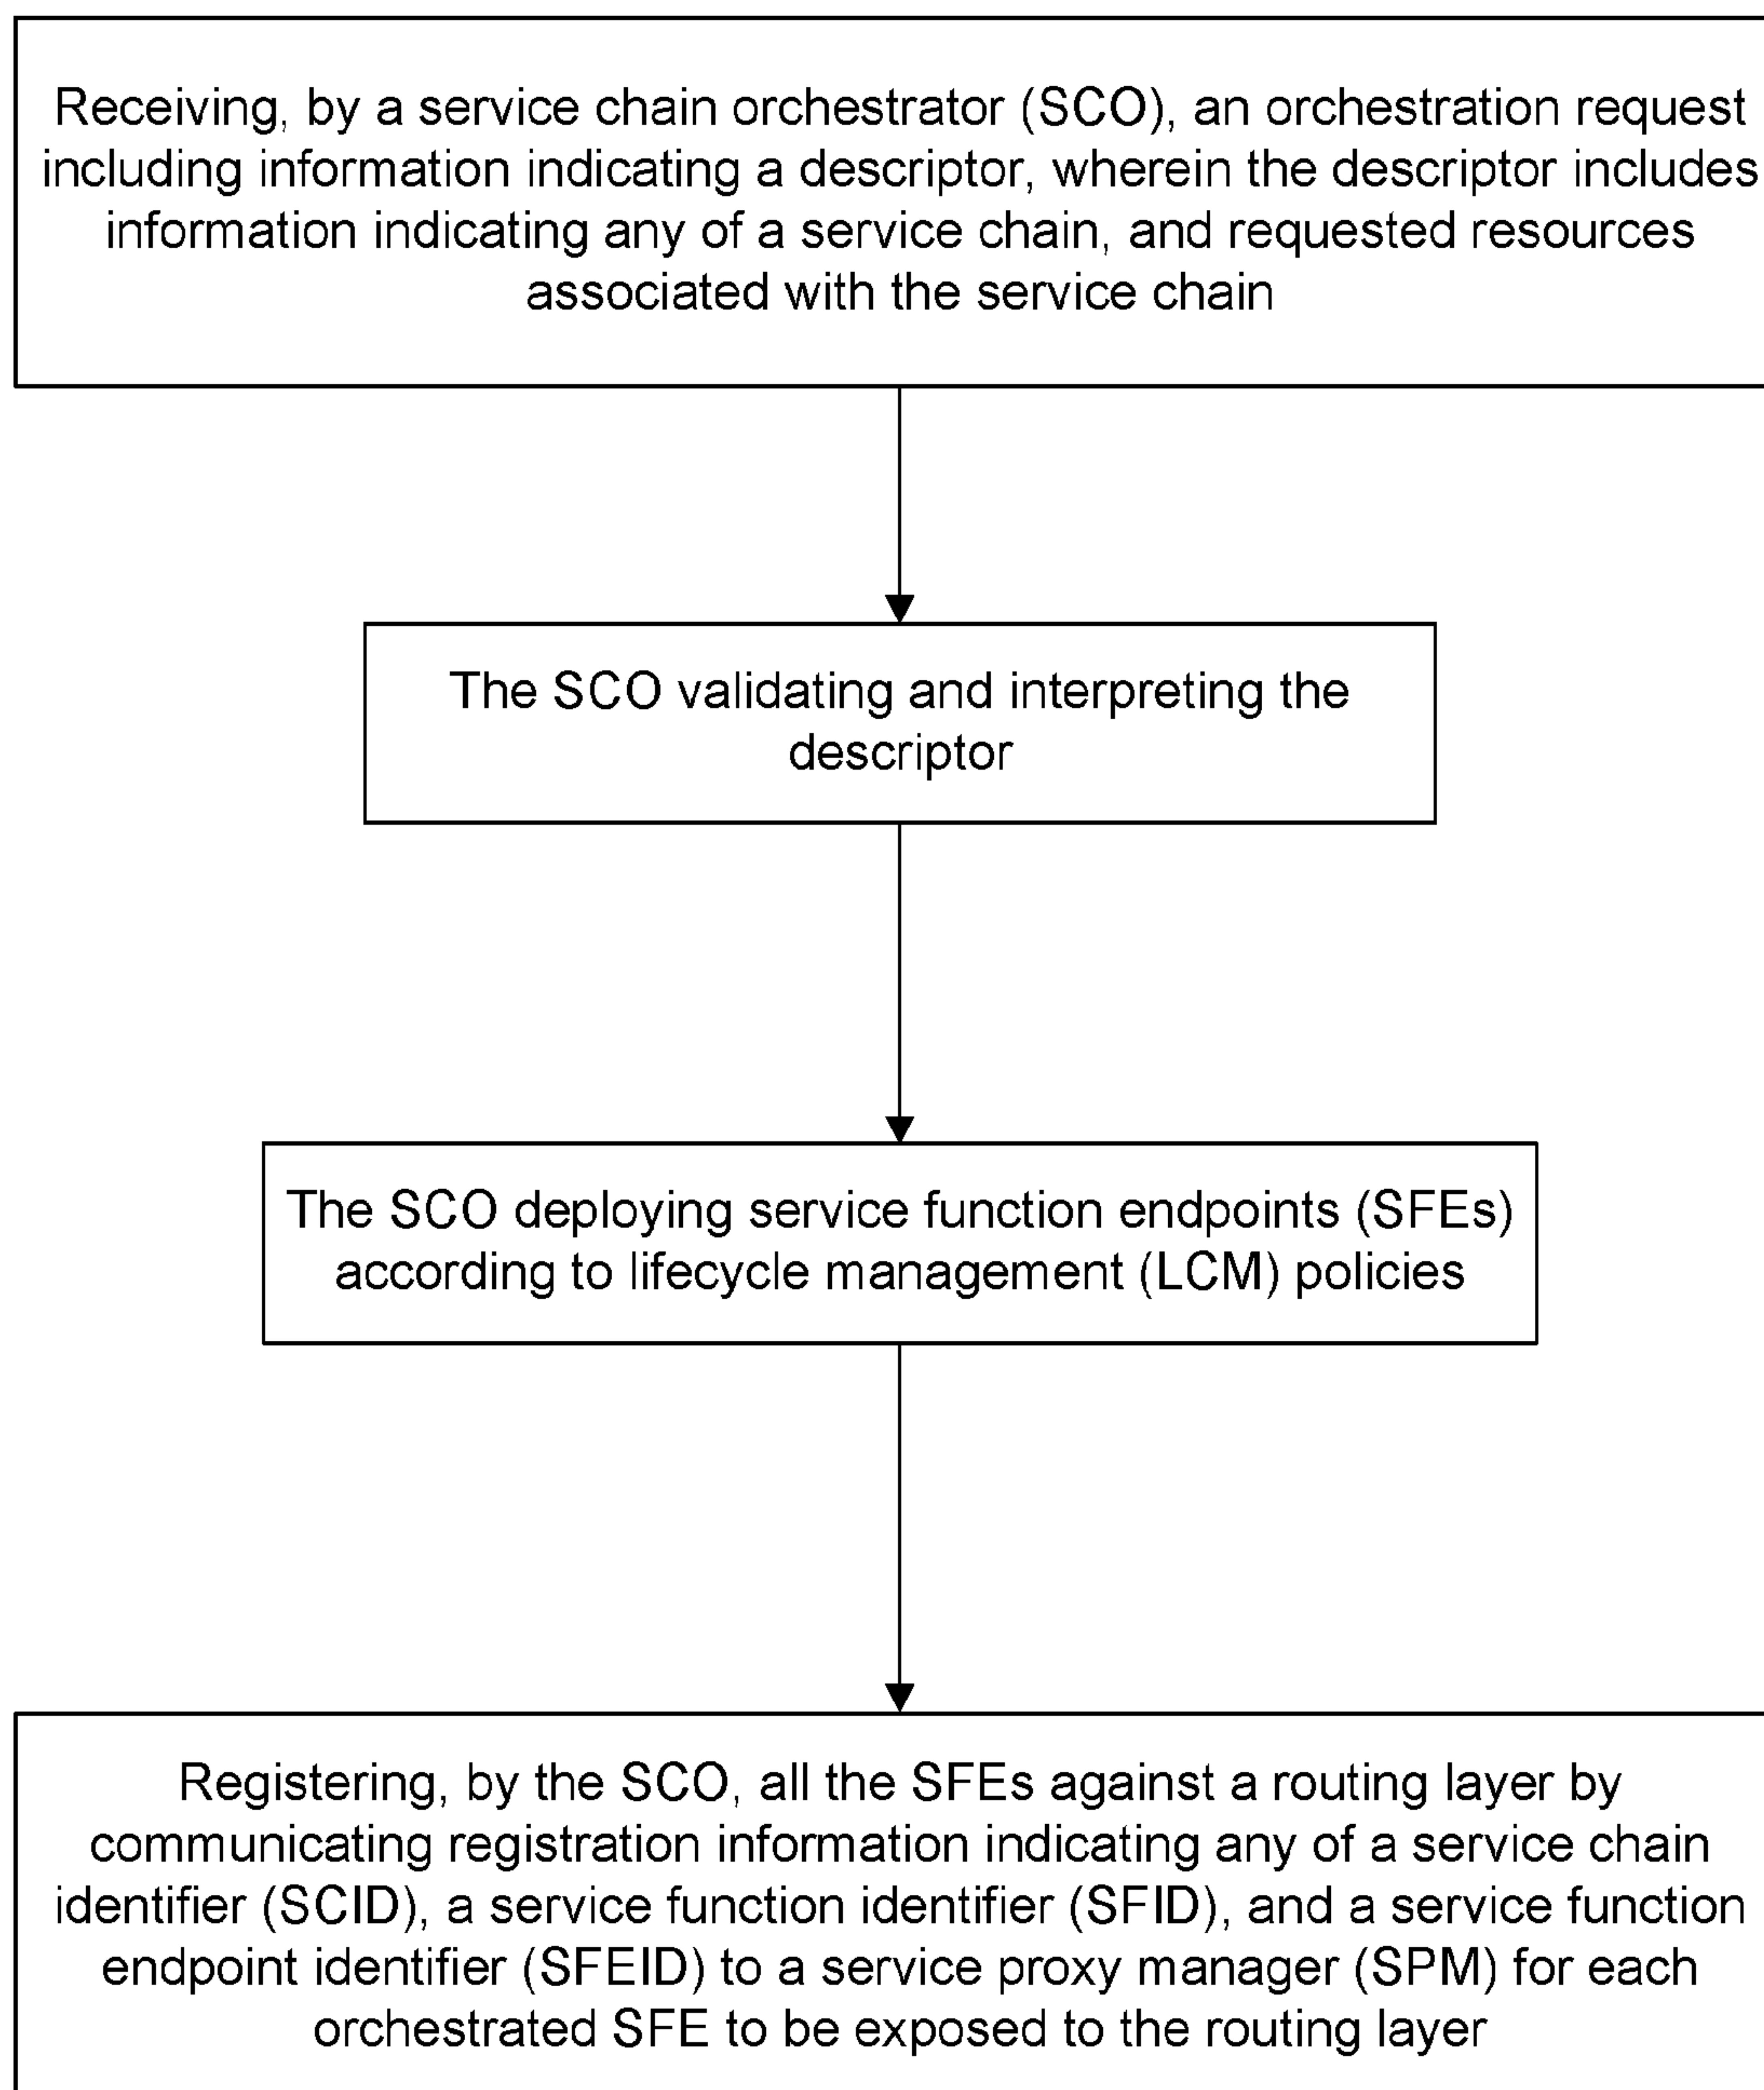 Receiving, by a service chain orchestrator (SCO), an orchestration request
including information indicating a descriptor, wherein the descriptor includes
information indicating any of a service chain, and requested resources
associated with the service chain
The SCO validating and interpreting the
descriptor
The SCO deploying service function endpoints (SFEs)
according to lifecycle management (LCM) policies
Registering, by the SCO, all the SFEs against a routing layer by
communicating registration information indicating any of a service chain
identifier (SCID), a service function identifier (SFID), and a service function
endpoint identifier (SFEID) to a service proxy manager (SPM) for each
orchestrated SFE to be exposed to the routing layer